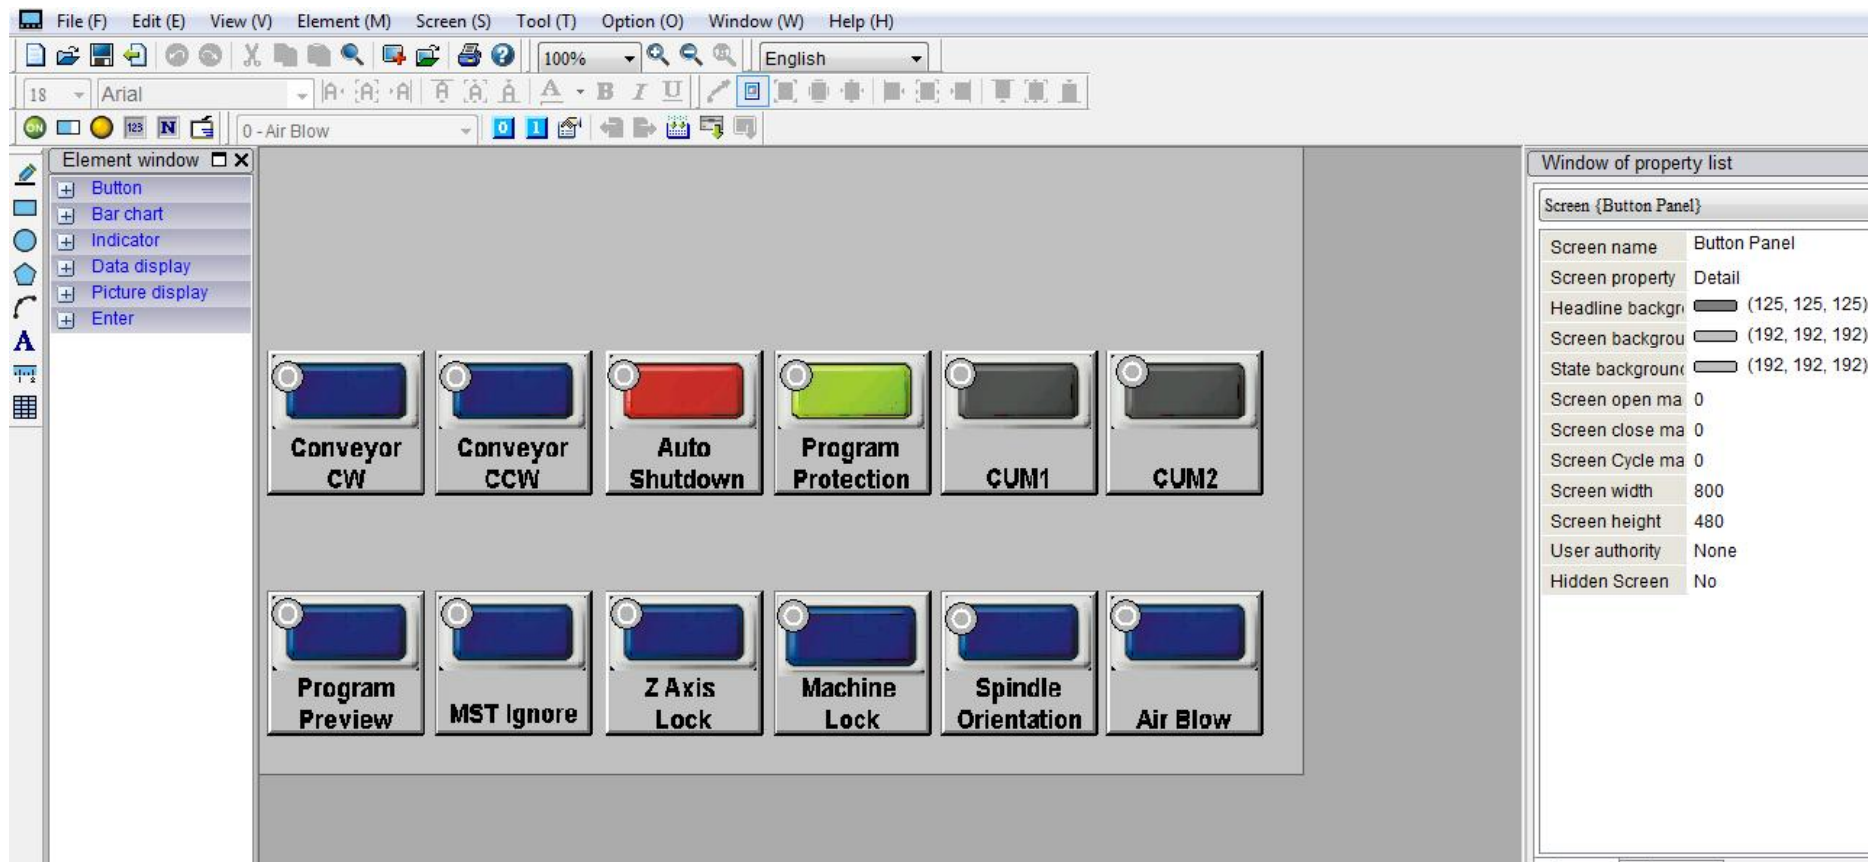 File (F) Edit (E) View (V) Element (M) Screen (S) Tool (T) Option (O) Window (W) Help (H)
100% English
18 Arial
0 - Air Blow
Element window
Button
Bar chart
Indicator
Data display
Picture display
Enter
Conveyor CW
Conveyor CCW
Auto Shutdown
Program Protection
CUM1
CUM2
Program Preview
MST Ignore
Z Axis Lock
Machine Lock
Spindle Orientation
Air Blow
Window of property list
Screen {Button Panel}
Screen name Button Panel
Screen property Detail
Headline backgr (125, 125, 125)
Screen backgrou (192, 192, 192)
State background (192, 192, 192)
Screen open ma 0
Screen close ma 0
Screen Cycle ma 0
Screen width 800
Screen height 480
User authority None
Hidden Screen No